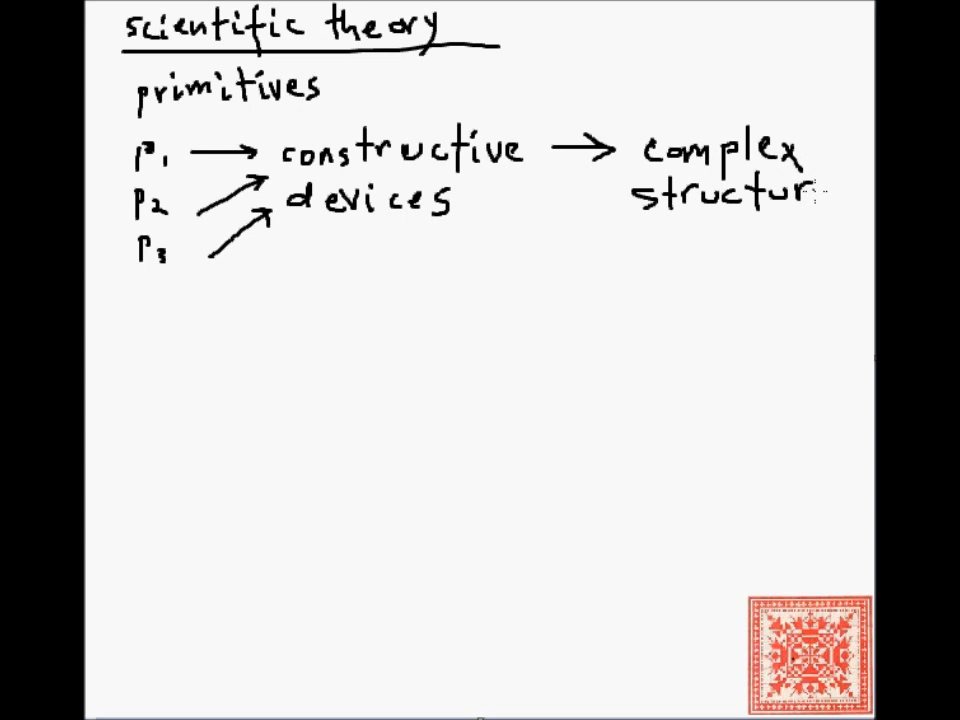 scientific theory
primitives
p1 → constructive → complex
p2 devices structur
p3